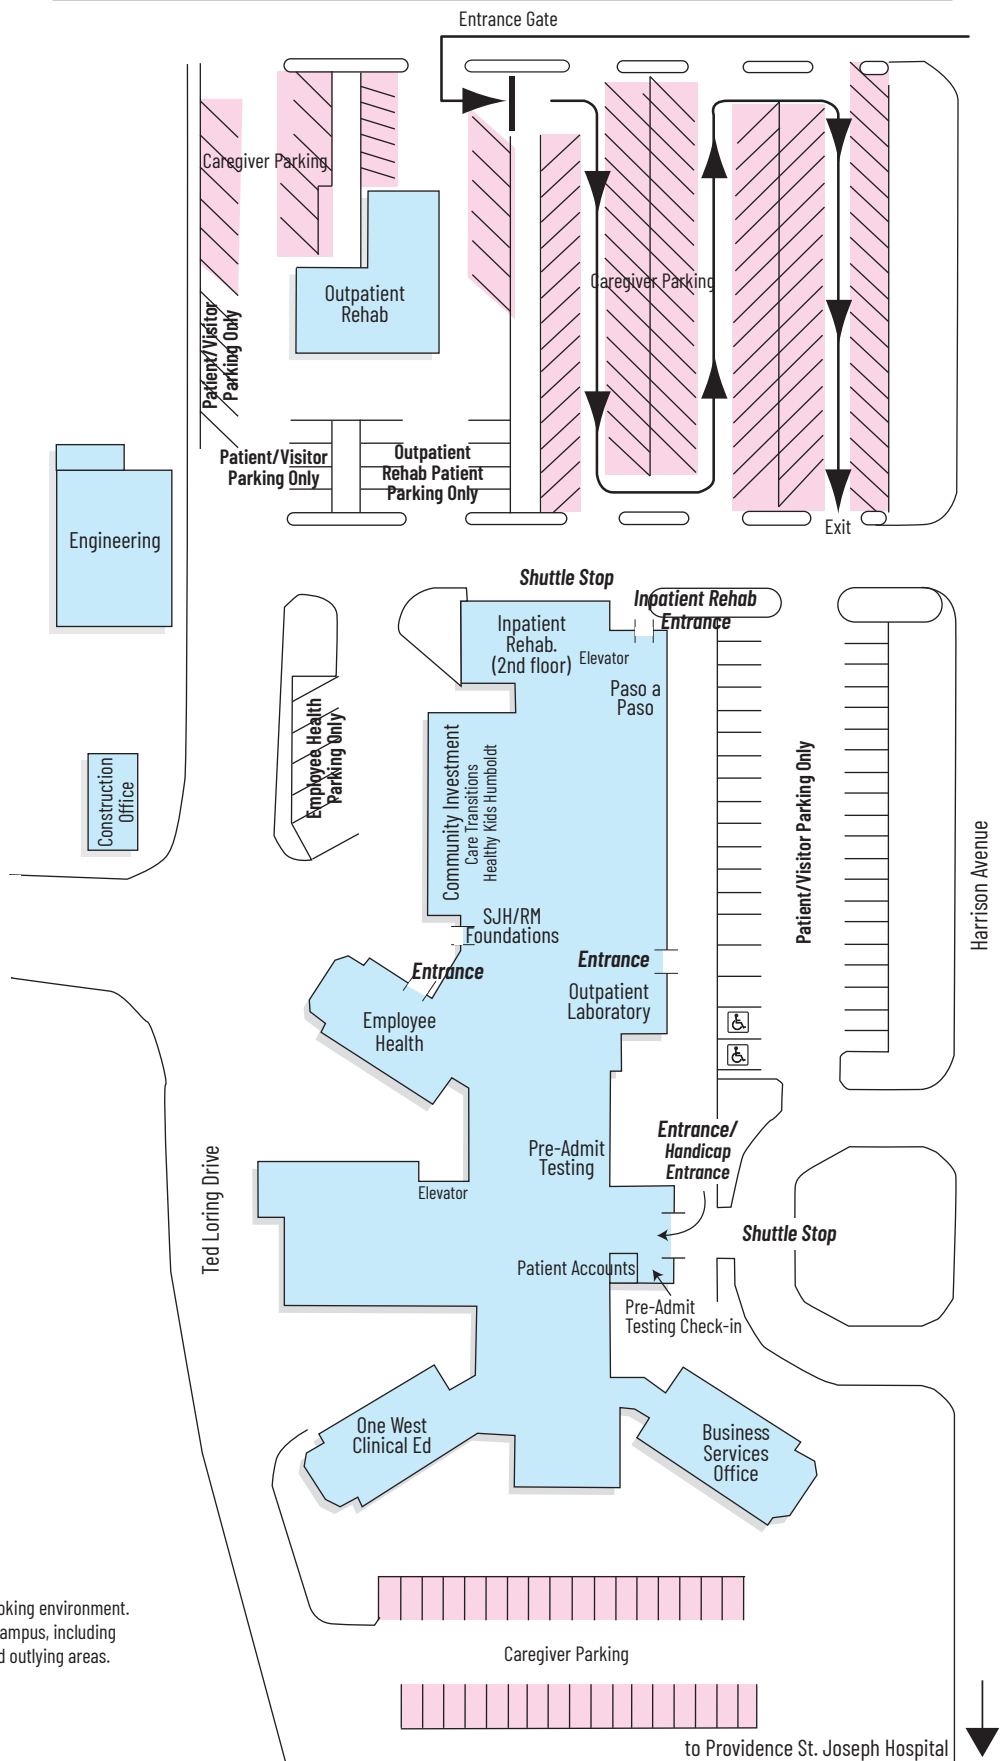 Entrance Gate
Caregiver Parking
Outpatient
Rehab
Caregiver Parking
Patient/Visitor
Parking Only
Patient/Visitor
Parking Only
Outpatient
Rehab Patient
Parking Only
Exit
Engineering
Shuttle Stop
Inpatient Rehab
Entrance
Inpatient
Rehab.
(2nd floor)
Elevator
Paso a
Paso
Employee Health
Parking Only
Construction
Office
Community Investment
Care Transitions
Healthy Kids Humboldt
Patient/Visitor Parking Only
Harrison Avenue
SJH/RM
Foundations
Entrance
Entrance
Outpatient
Laboratory
Employee
Health
Entrance/
Handicap
Entrance
Pre-Admit
Testing
Elevator
Ted Loring Drive
Shuttle Stop
Patient Accounts
Pre-Admit
Testing Check-in
One West
Clinical Ed
Business
Services
Office
oking environment.
ampus, including
d outlying areas.
Caregiver Parking
to Providence St. Joseph Hospital